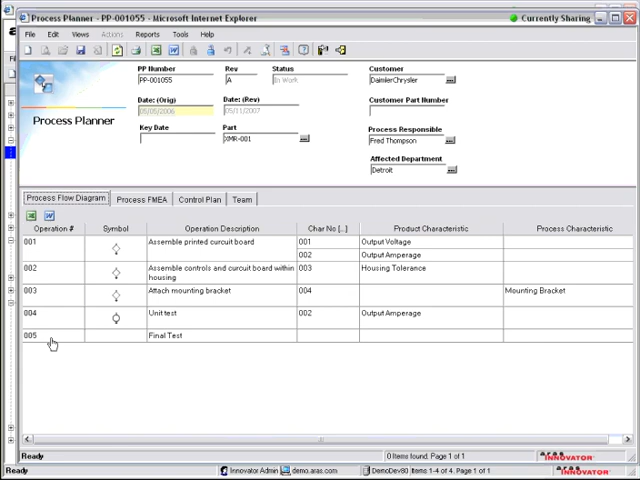 Process Planner - PP-001055 - Microsoft Internet Explorer
Currently Sharing
File Edit Views Actions Reports Tools Help
PP Number Rev Status Customer
PP-001055 A In Work DaimlerChrysler
Date: (Orig) Date: (Rev) Customer Part Number
05/05/2006 05/11/2007
Process Planner
Key Date Part Process Responsible
XMR-001 Fred Thompson
Affected Department
Detroit
Process Flow Diagram Process FMEA Control Plan Team
Operation # Symbol Operation Description Char No [...] Product Characteristic Process Characteristic
001 Assemble printed curcuit board 001 Output Voltage
002 Output Amperage
002 Assemble controls and curcuit board within housing 003 Housing Tolerance
003 Attach mounting bracket 004 Mounting Bracket
004 Unit test 002 Output Amperage
005 Final Test
Ready 0 Items found. Page 1 of 1 aras INNOVATOR
Ready Innovator Admin demo.aras.com DemoDev80 Items 1-4 of 4. Page 1 of 1 aras INNOVATOR